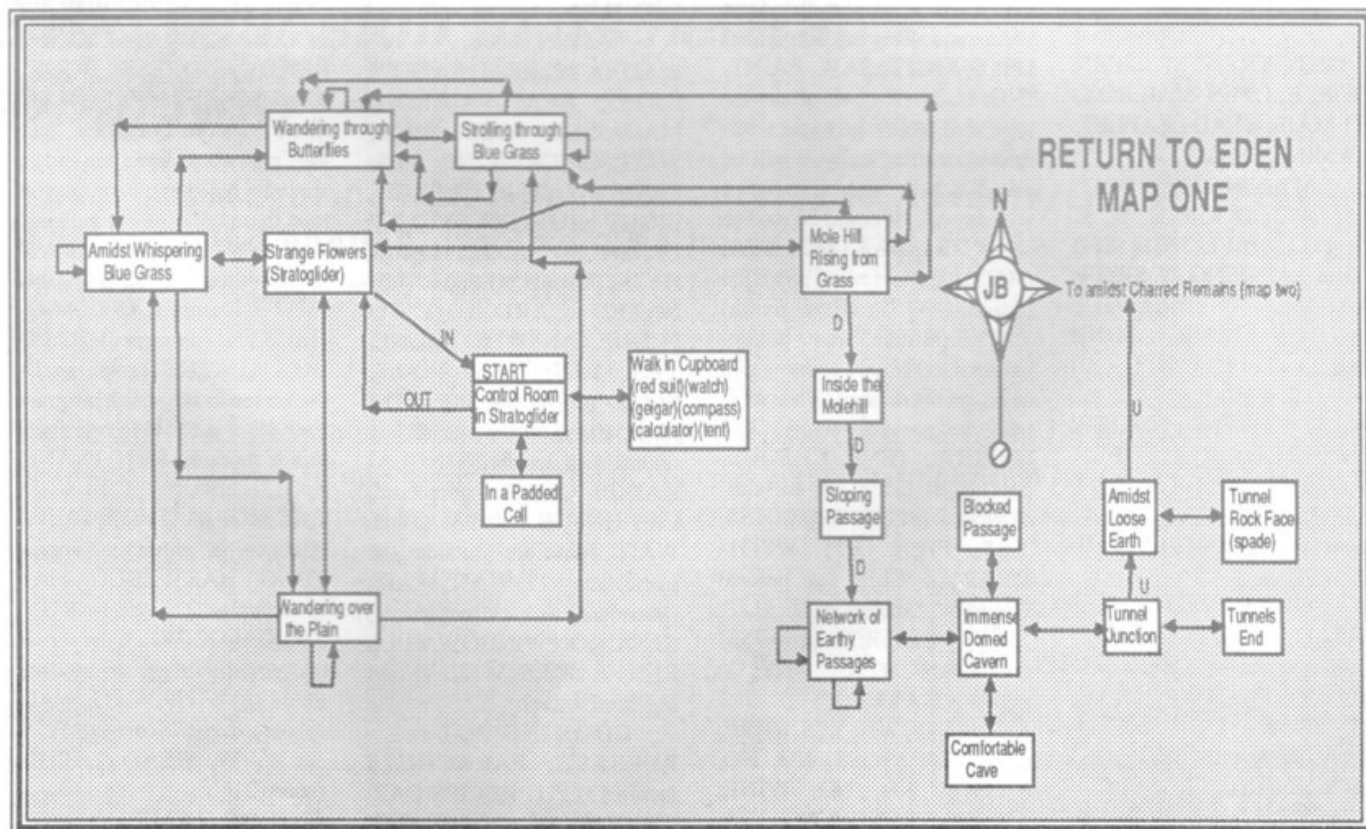 RETURN TO EDEN
MAP ONE
N
JB
Wandering through
Butterflies
Strolling through
Blue Grass
Amidst Whispering
Blue Grass
Strange Flowers
(Stratoglider)
Mole Hill
Rising from
Grass
To amidst Charred Remains (map two)
IN
OUT
START
Control Room
in Stratoglider
Walk in Cupboard
(red suit)(watch)
(geigar)(compass)
(calculator)(tent)
In a Padded
Cell
D
Inside the
Molehill
D
Sloping
Passage
D
Blocked
Passage
U
Amidst
Loose
Earth
Tunnel
Rock Face
(spade)
U
Wandering over
the Plain
Network of
Earthy
Passages
Immense
Domed
Cavern
Tunnel
Junction
Tunnels
End
Comfortable
Cave